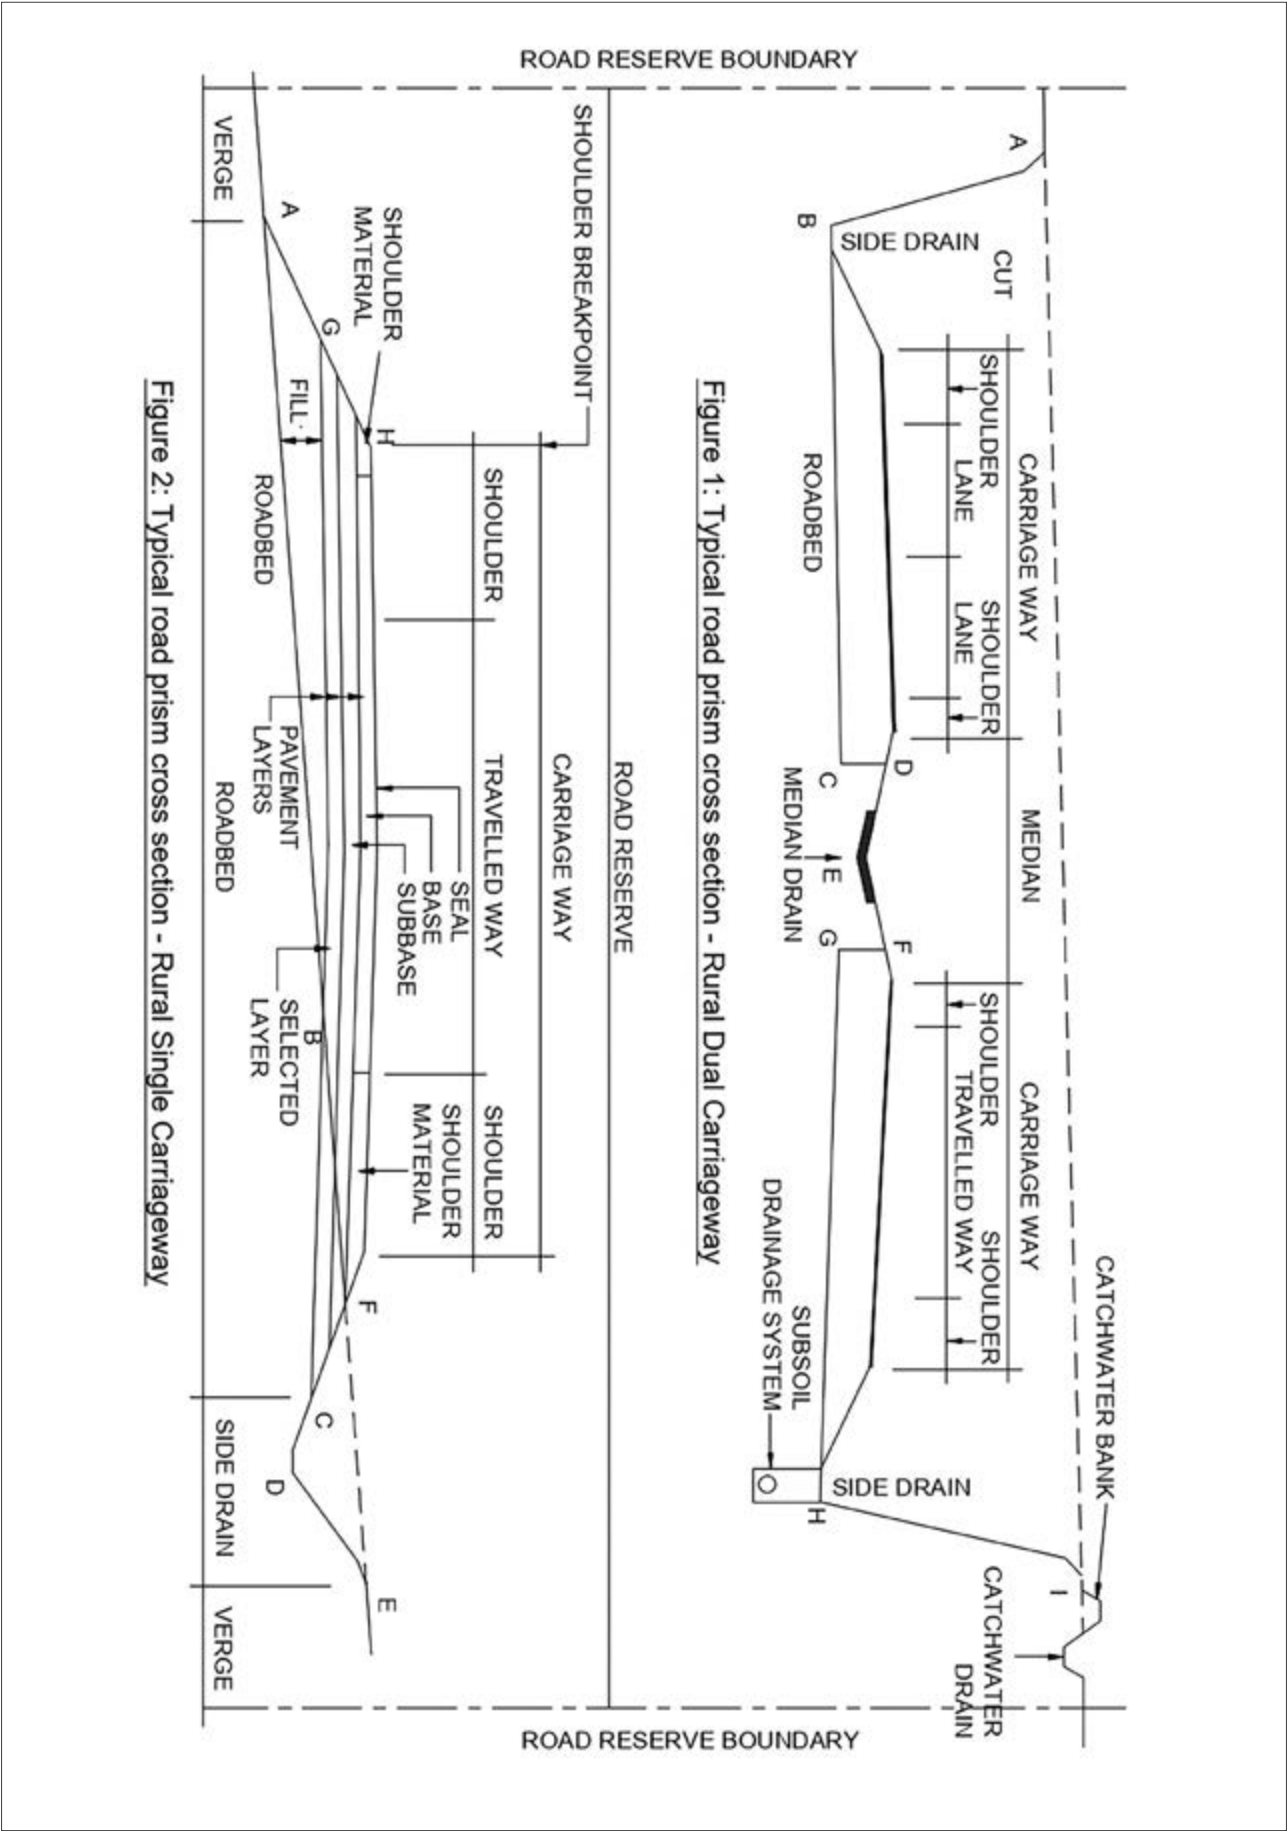 ROAD RESERVE BOUNDARY
CATCHWATER BANK
CARRIAGE WAY
MEDIAN
CARRIAGE WAY
A
CUT
SHOULDER
LANE
SHOULDER
LANE
SHOULDER
TRAVELLED WAY
SHOULDER
I
CATCHWATER
DRAIN
SIDE DRAIN
D
F
SIDE DRAIN
B
ROADBED
C
E
G
H
MEDIAN DRAIN
SUBSOIL
DRAINAGE SYSTEM
Figure 1: Typical road prism cross section - Rural Dual Carriageway
ROAD RESERVE
SHOULDER BREAKPOINT
CARRIAGE WAY
SHOULDER
TRAVELLED WAY
SHOULDER
SHOULDER
MATERIAL
H
SEAL
BASE
SUBBASE
SHOULDER
MATERIAL
F
E
G
A
FILL
B
C
D
ROADBED
PAVEMENT
LAYERS
SELECTED
LAYER
VERGE
ROADBED
SIDE DRAIN
VERGE
Figure 2: Typical road prism cross section - Rural Single Carriageway
ROAD RESERVE BOUNDARY